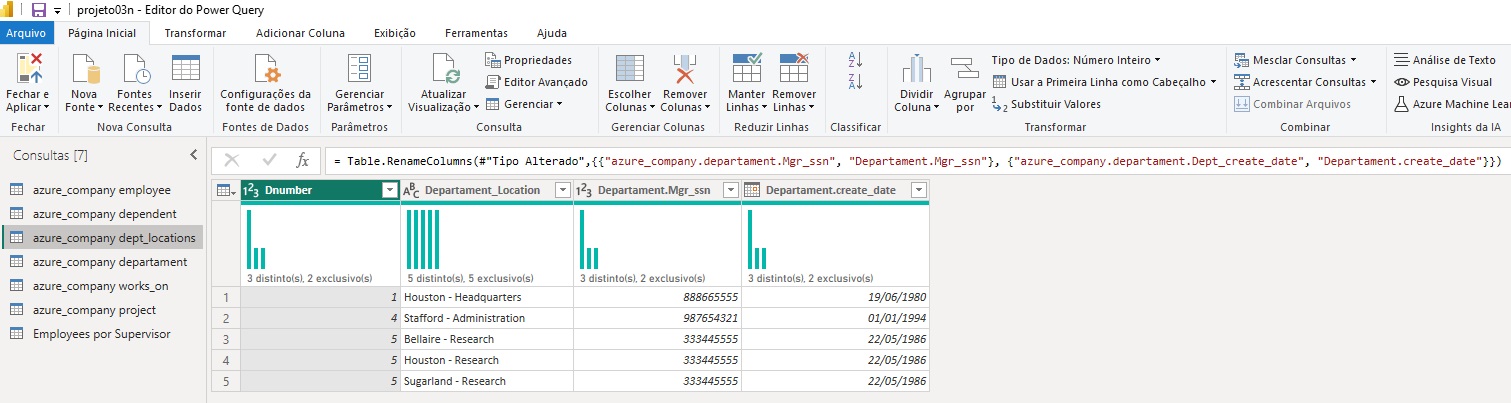 projeto03n - Editor do Power Query
Arquivo Página Inicial Transformar Adicionar Coluna Exibição Ferramentas Ajuda
Fechar e Aplicar
Fechar
Nova Fonte
Fontes Recentes
Inserir Dados
Nova Consulta
Configurações da fonte de dados
Fontes de Dados
Gerenciar Parâmetros
Parâmetros
Atualizar Visualização
Propriedades
Editor Avançado
Gerenciar
Consulta
Escolher Colunas
Remover Colunas
Gerenciar Colunas
Manter Linhas
Remover Linhas
Reduzir Linhas
A Z
Z A
Classificar
Dividir Coluna
Agrupar por
Tipo de Dados: Número Inteiro
Usar a Primeira Linha como Cabeçalho
1 2 Substituir Valores
Transformar
Mesclar Consultas
Acrescentar Consultas
Combinar Arquivos
Combinar
Análise de Texto
Pesquisa Visual
Azure Machine Lea
Insights da IA
Consultas [7]
azure_company employee
azure_company dependent
azure_company dept_locations
azure_company departament
azure_company works_on
azure_company project
Employees por Supervisor
fx = Table.RenameColumns(#"Tipo Alterado",{{"azure_company.departament.Mgr_ssn", "Departament.Mgr_ssn"}, {"azure_company.departament.Dept_create_date", "Departament.create_date"}})
123 Dnumber ABC Departament_Location 123 Departament.Mgr_ssn Departament.create_date
3 distinto(s), 2 exclusivo(s) 5 distinto(s), 5 exclusivo(s) 3 distinto(s), 2 exclusivo(s) 3 distinto(s), 2 exclusivo(s)
1 1 Houston - Headquarters 888665555 19/06/1980
2 4 Stafford - Administration 987654321 01/01/1994
3 5 Bellaire - Research 333445555 22/05/1986
4 5 Houston - Research 333445555 22/05/1986
5 5 Sugarland - Research 333445555 22/05/1986